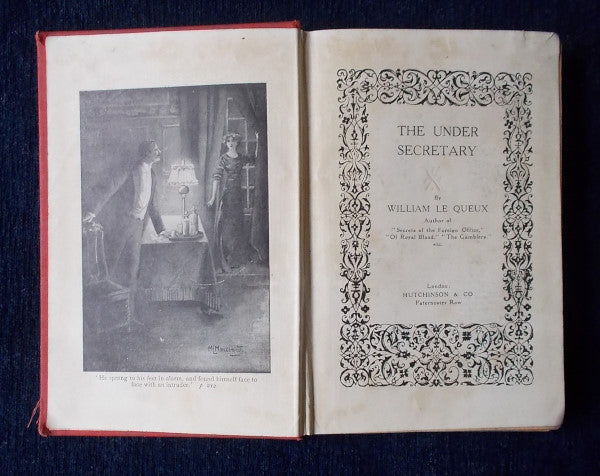 "He sprang to his feet in alarm, and found himself face to
face with an intruder." p. 212
THE UNDER
SECRETARY
By
WILLIAM LE QUEUX
Author of
"Secrets of the Foreign Office,"
"Of Royal Blood," "The Gamblers,"
etc.
London:
HUTCHINSON & CO
Paternoster Row